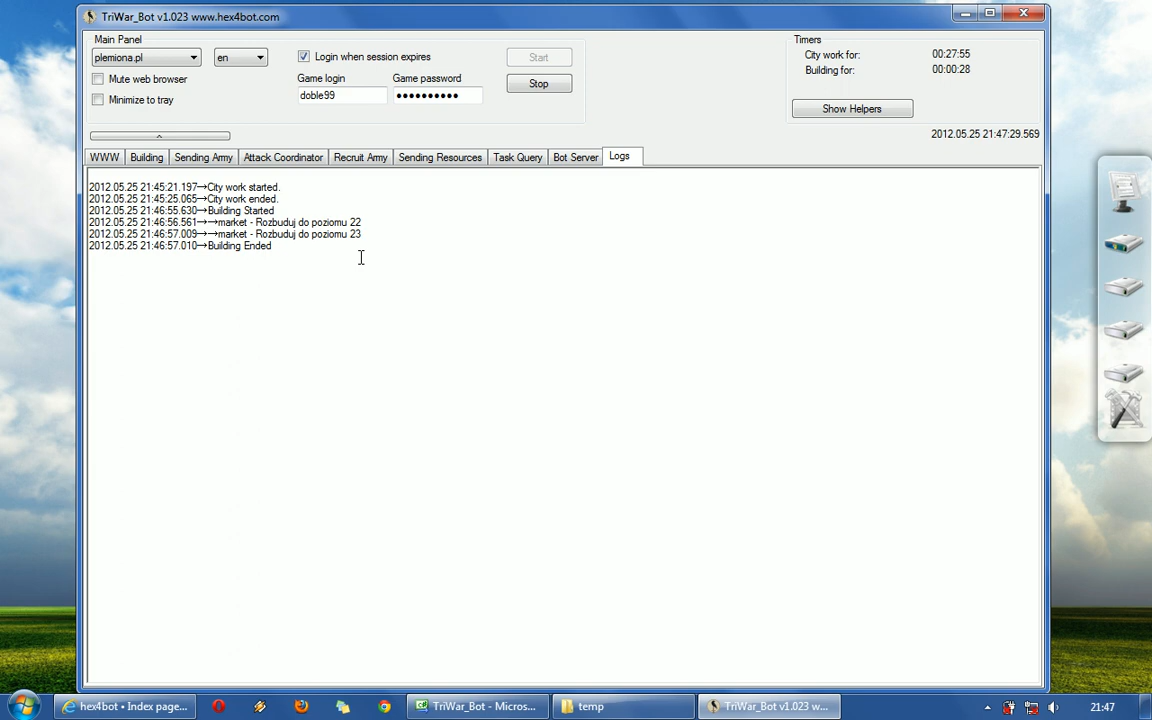 TriWar_Bot v1.023 www.hex4bot.com
Main Panel
plemiona.pl
en
Login when session expires
Start
Mute web browser
Game login
Game password
Stop
Minimize to tray
doble99
●●●●●●●●●●
Timers
City work for:
00:27:55
Building for:
00:00:28
Show Helpers
2012.05.25 21:47:29.569
WWW
Building
Sending Army
Attack Coordinator
Recruit Army
Sending Resources
Task Query
Bot Server
Logs
2012.05.25 21:45:21.197→City work started.
2012.05.25 21:45:25.065→City work ended.
2012.05.25 21:46:55.630→Building Started
2012.05.25 21:46:56.561→→market - Rozbuduj do poziomu 22
2012.05.25 21:46:57.009→→market - Rozbuduj do poziomu 23
2012.05.25 21:46:57.010→Building Ended
hex4bot • Index page...
TriWar_Bot - Micros...
temp
TriWar_Bot v1.023 w...
21:47